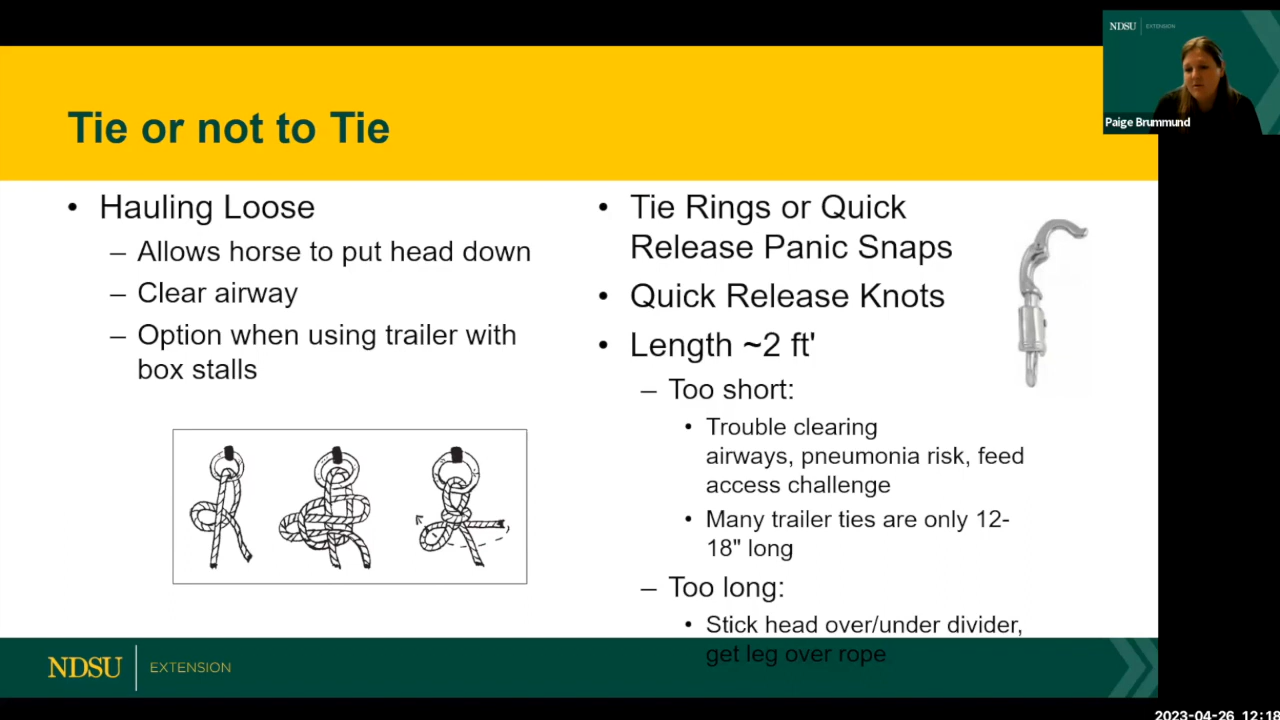 NDSU EXTENSION
Paige Brummund
Tie or not to Tie
• Hauling Loose
– Allows horse to put head down
– Clear airway
– Option when using trailer with
box stalls
• Tie Rings or Quick
Release Panic Snaps
• Quick Release Knots
• Length ~2 ft'
– Too short:
• Trouble clearing
airways, pneumonia risk, feed
access challenge
• Many trailer ties are only 12-
18" long
– Too long:
• Stick head over/under divider,
get leg over rope
NDSU EXTENSION
2023-04-26 12:18